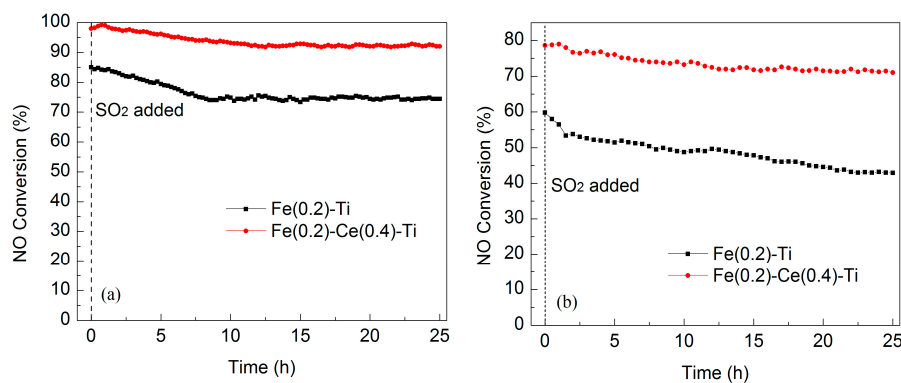 100
90
80
70
60
50
40
30
20
10
0
NO Conversion (%)
SO2 added
Fe(0.2)-Ti
Fe(0.2)-Ce(0.4)-Ti
(a)
0 5 10 15 20 25
Time (h)
80
70
60
50
40
30
20
10
0
NO Conversion (%)
SO2 added
Fe(0.2)-Ti
Fe(0.2)-Ce(0.4)-Ti
(b)
0 5 10 15 20 25
Time (h)